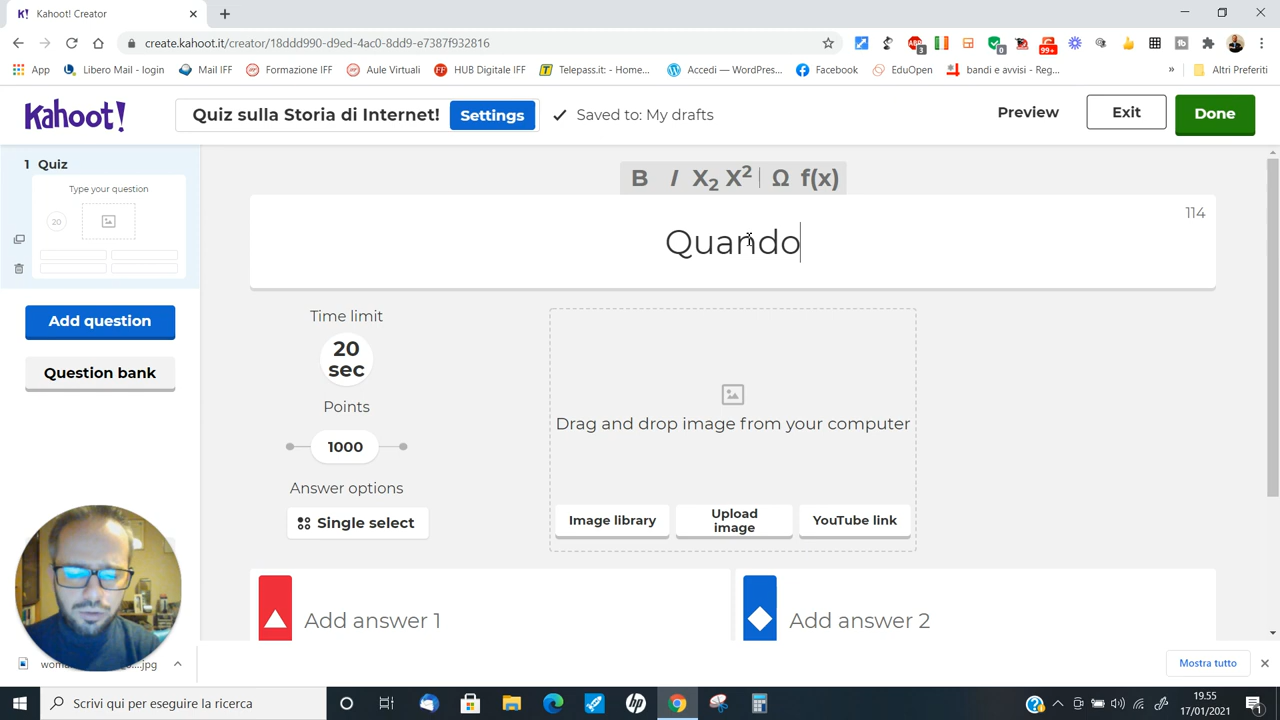 Kahoot! Creator
create.kahoot.it/creator/18ddd990-d9ed-4ac0-8dd9-e7387f932816
App
Libero Mail - login
Mail IFF
Formazione IFF
Aule Virtuali
HUB Digitale IFF
Telepass.it: - Home...
Accedi — WordPress...
Facebook
EduOpen
bandi e avvisi - Reg...
»
Altri Preferiti
Kahoot!
Quiz sulla Storia di Internet!
Settings
Saved to: My drafts
Preview
Exit
Done
1 Quiz
Type your question
20
Add question
Question bank
B I X2 X2 Ω f(x)
114
Quando
Time limit
20
sec
Points
1000
Answer options
Single select
Drag and drop image from your computer
Image library
Upload
image
YouTube link
Add answer 1
Add answer 2
Mostra tutto
Scrivi qui per eseguire la ricerca
19.55
17/01/2021